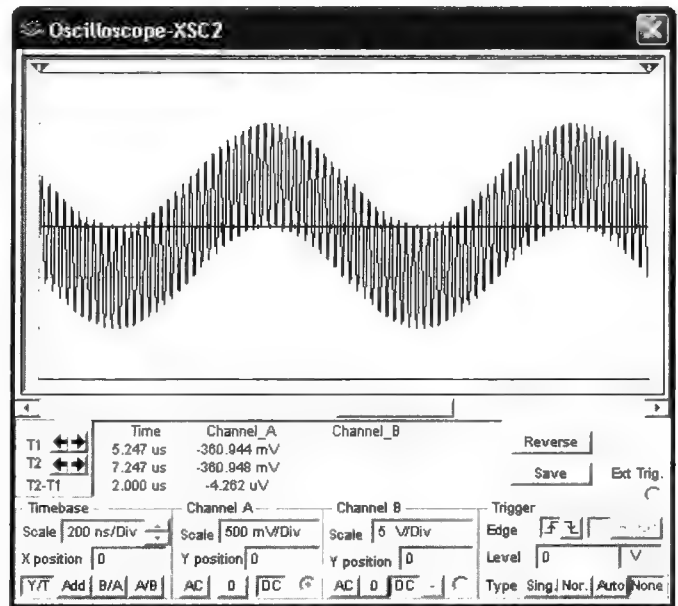 Oscilloscope-XSC2
1 2
Time Channel_A Channel_B
T1 5.247 us -360.944 mV
T2 7.247 us -360.948 mV
T2-T1 2.000 us -4.262 uV
Reverse
Save
Ext Trig.
Timebase
Scale 200 ns/Div
X position 0
Y/T Add B/A A/B
Channel A
Scale 500 mV/Div
Y position 0
AC 0 DC
Channel B
Scale 5 V/Div
Y position 0
AC 0 DC -
Trigger
Edge
Level 0 V
Type Sing. Nor. Auto None